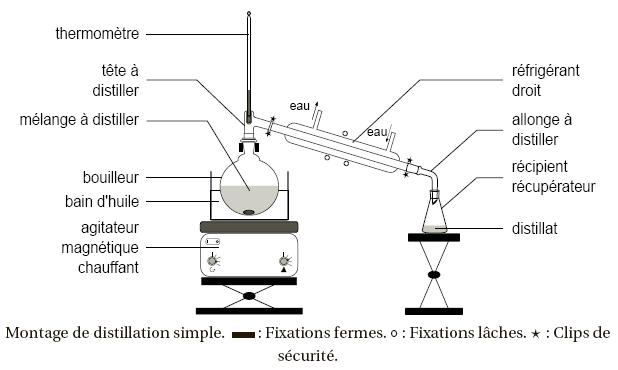 thermomètre
tête à
distiller
mélange à distiller
bouilleur
bain d'huile
agitateur
magnétique
chauffant
eau
eau
réfrigérant
droit
allonge à
distiller
récipient
récupérateur
distillat
Montage de distillation simple. ▬ : Fixations fermes. ○ : Fixations lâches. ★ : Clips de
sécurité.